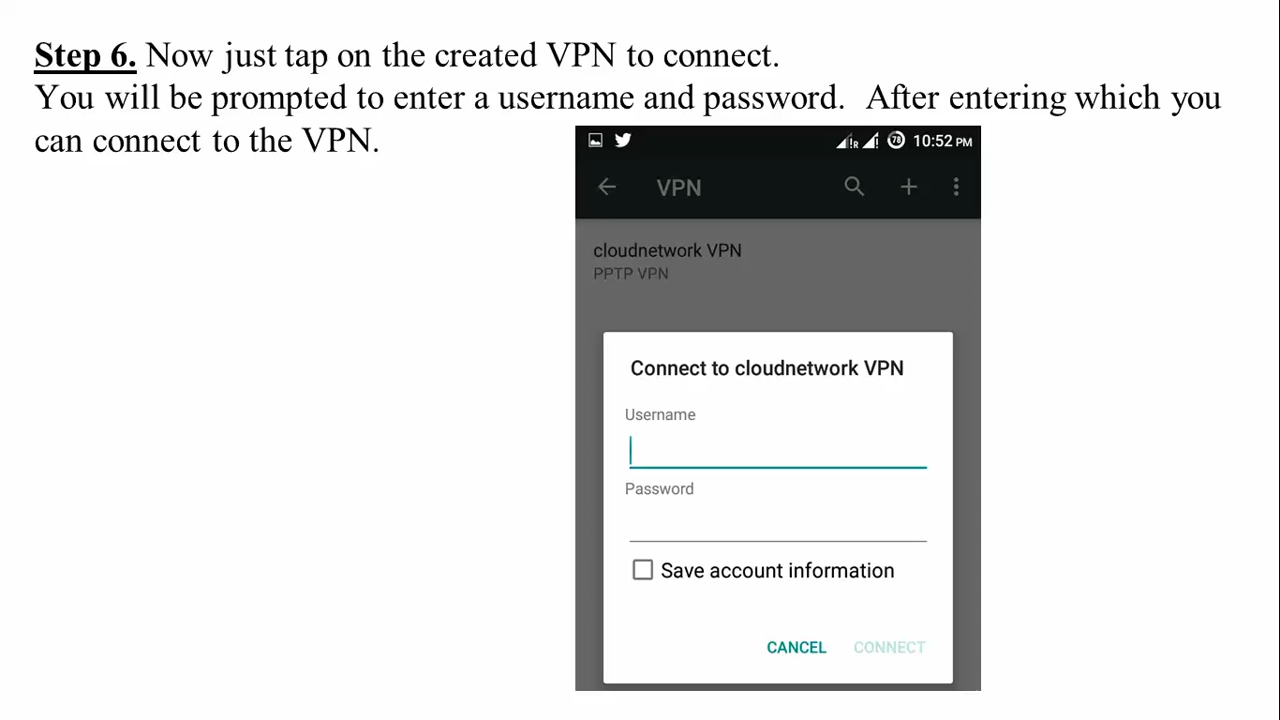 Step 6. Now just tap on the created VPN to connect.
You will be prompted to enter a username and password. After entering which you
can connect to the VPN.
R 78 10:52 PM
VPN
cloudnetwork VPN
PPTP VPN
Connect to cloudnetwork VPN
Username
Password
Save account information
CANCEL CONNECT